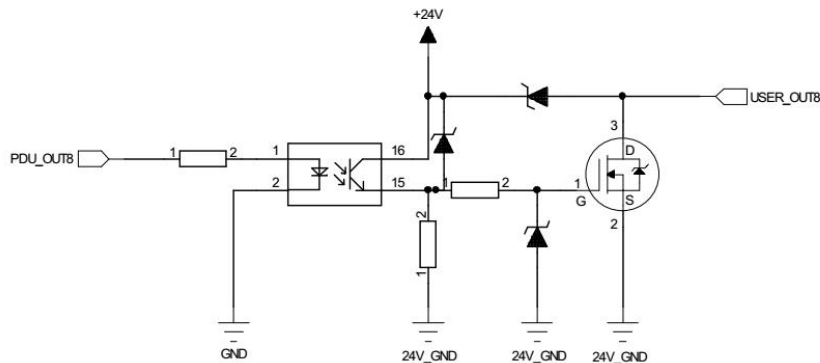 +24V
USER_OUT8
3
D
PDU_OUT8
1 2
1
16
2
15
1 2
1
G
S
2
2
1
GND
24V_GND
24V_GND
24V_GND